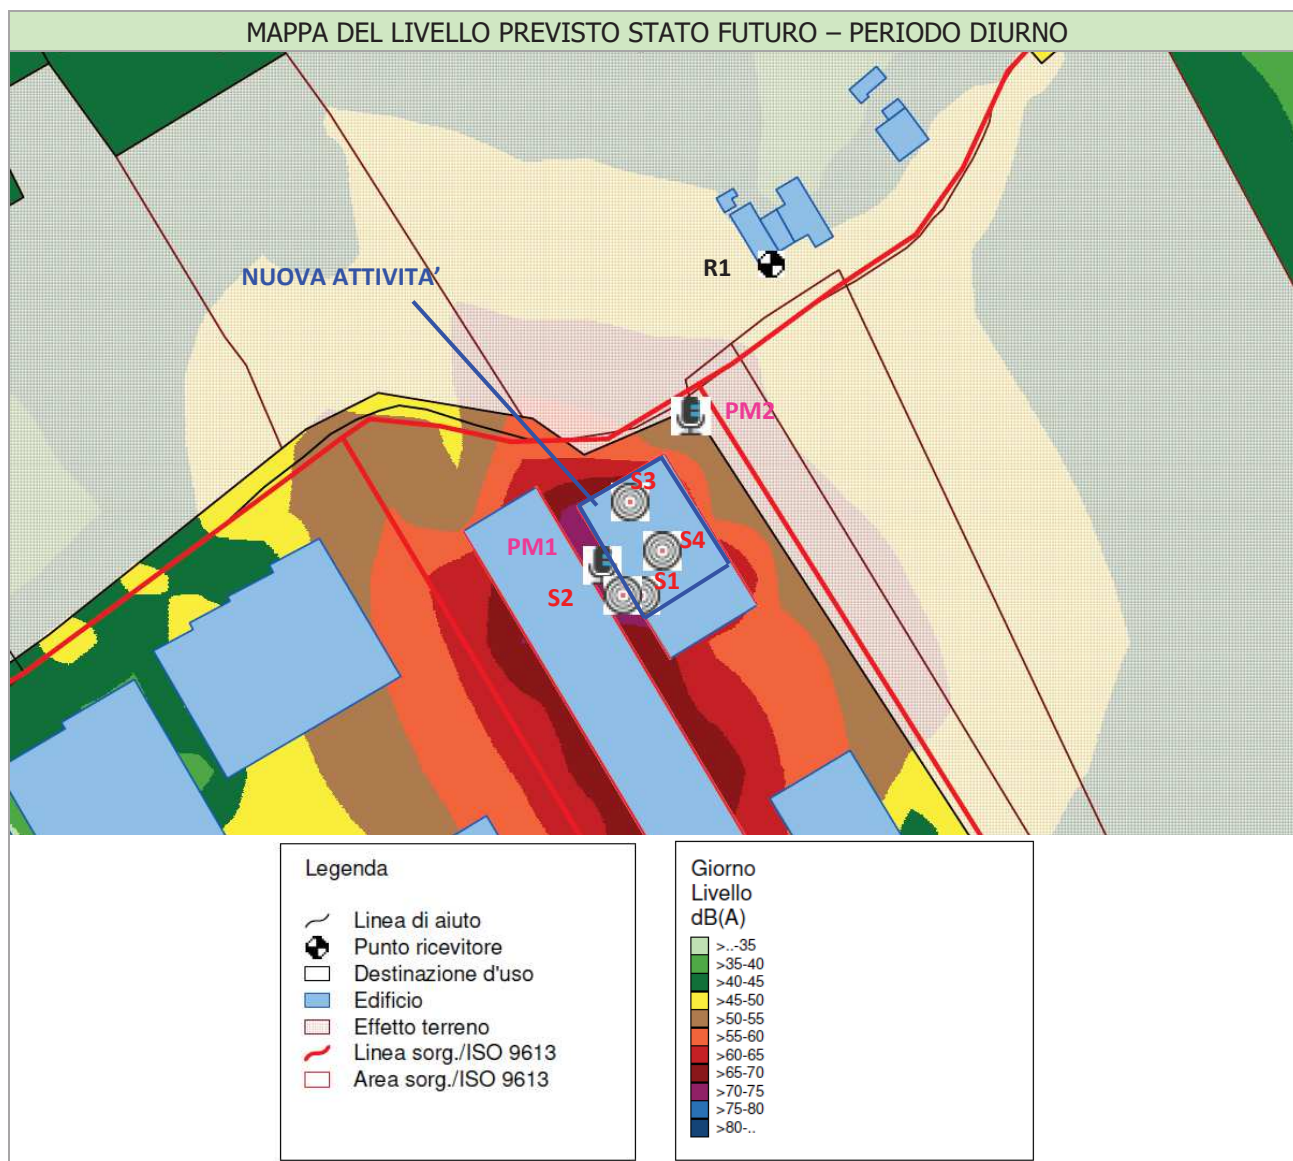 MAPPA DEL LIVELLO PREVISTO STATO FUTURO – PERIODO DIURNO
R1
NUOVA ATTIVITA'
PM2
S3
S4
PM1
S1
S2
Legenda
Linea di aiuto
Punto ricevitore
Destinazione d'uso
Edificio
Effetto terreno
Linea sorg./ISO 9613
Area sorg./ISO 9613
Giorno
Livello
dB(A)
>..-35
>35-40
>40-45
>45-50
>50-55
>55-60
>60-65
>65-70
>70-75
>75-80
>80-..